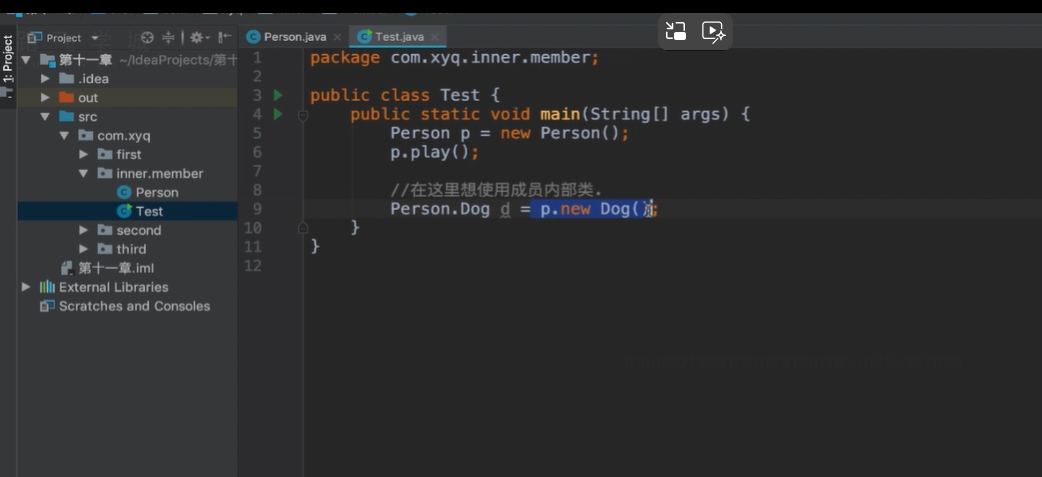 1: Project
Project
Person.java
Test.java
第十一章 ~/IdeaProjects/第十
.idea
out
src
com.xyq
first
inner.member
Person
Test
second
third
第十一章.iml
External Libraries
Scratches and Consoles
1 package com.xyq.inner.member;
2
3 public class Test {
4 public static void main(String[] args) {
5 Person p = new Person();
6 p.play();
7
8 //在这里想使用成员内部类.
9 Person.Dog d = p.new Dog();
10 }
11 }
12